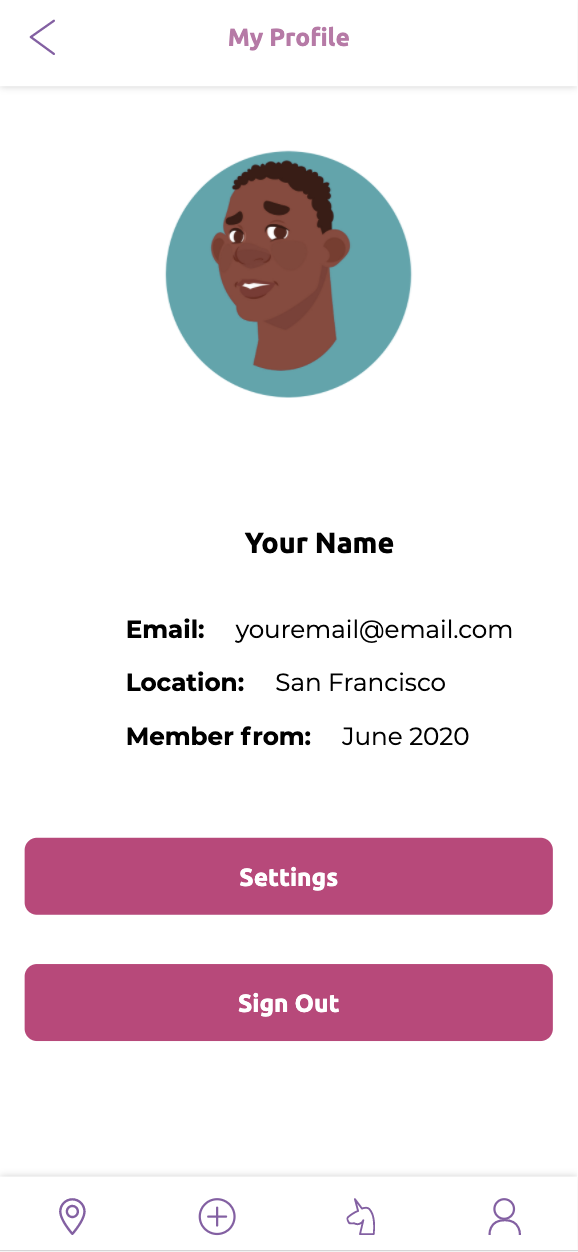 My Profile
Your Name
Email: youremail@email.com
Location: San Francisco
Member from: June 2020
Settings
Sign Out